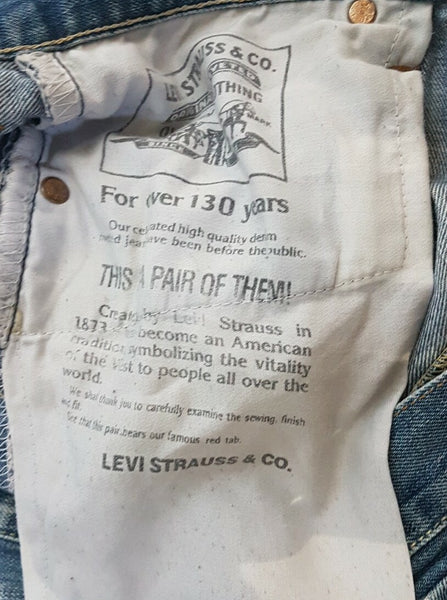 LEVI STRAUSS & CO.
THING
MARK.
For over 130 years
Our high quality denim
have been before the public.
THIS A PAIR OF THEM!
Created by Levi Strauss in
1873 become an American
tradition symbolizing the vitality
of the West to people all over the
world.
We shall thank you to carefully examine the sewing, finish
and fit.
See that this pair bears our famous red tab.
LEVI STRAUSS & CO.